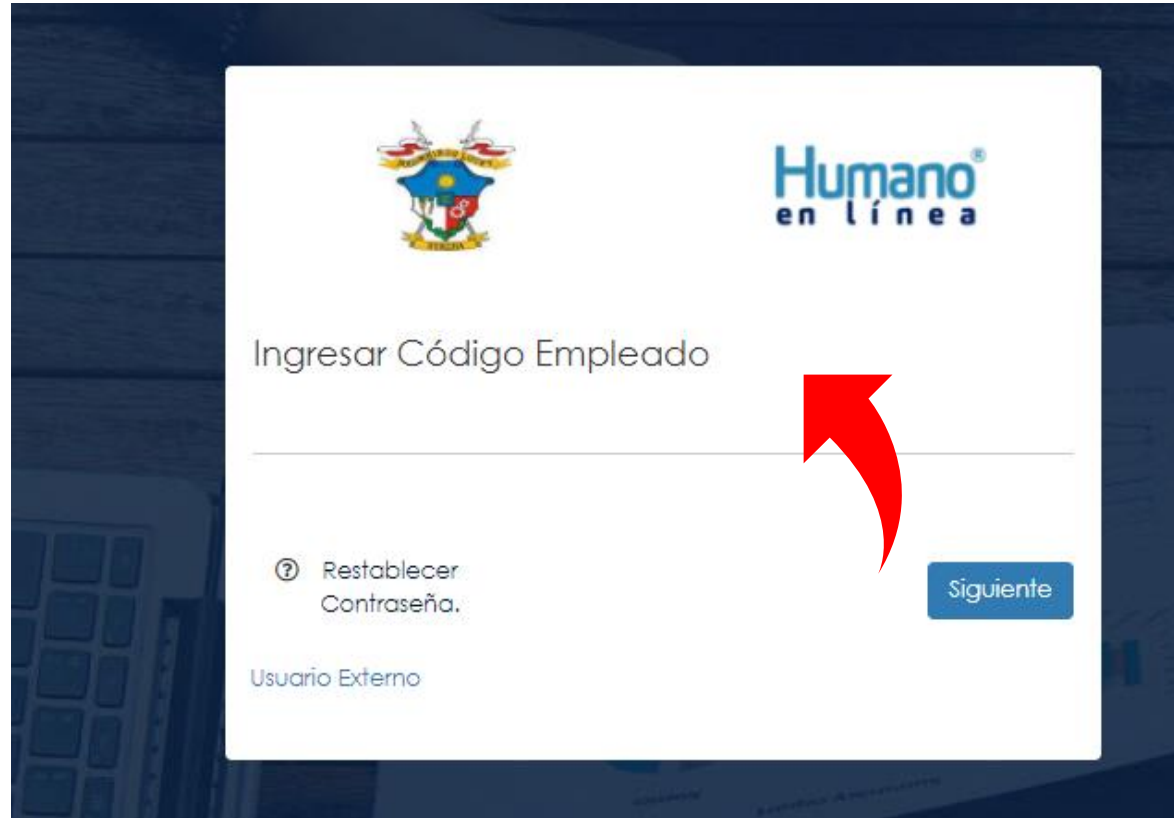 Humano®
en línea
Ingresar Código Empleado
Restablecer
Contraseña.
Siguiente
Usuario Externo